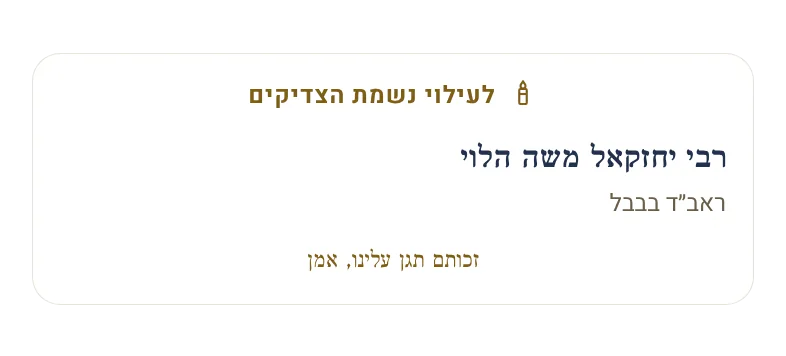 לעילוי נשמת הצדיקים
רבי יחזקאל משה הלוי
ראב״ד בבבל
זכותם תגן עלינו, אמן